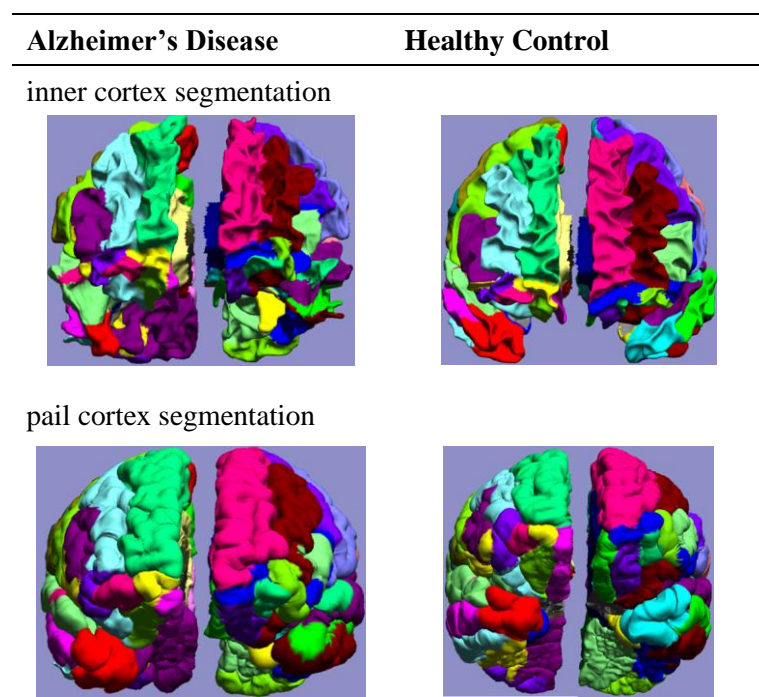 Alzheimer's Disease Healthy Control
inner cortex segmentation
pail cortex segmentation